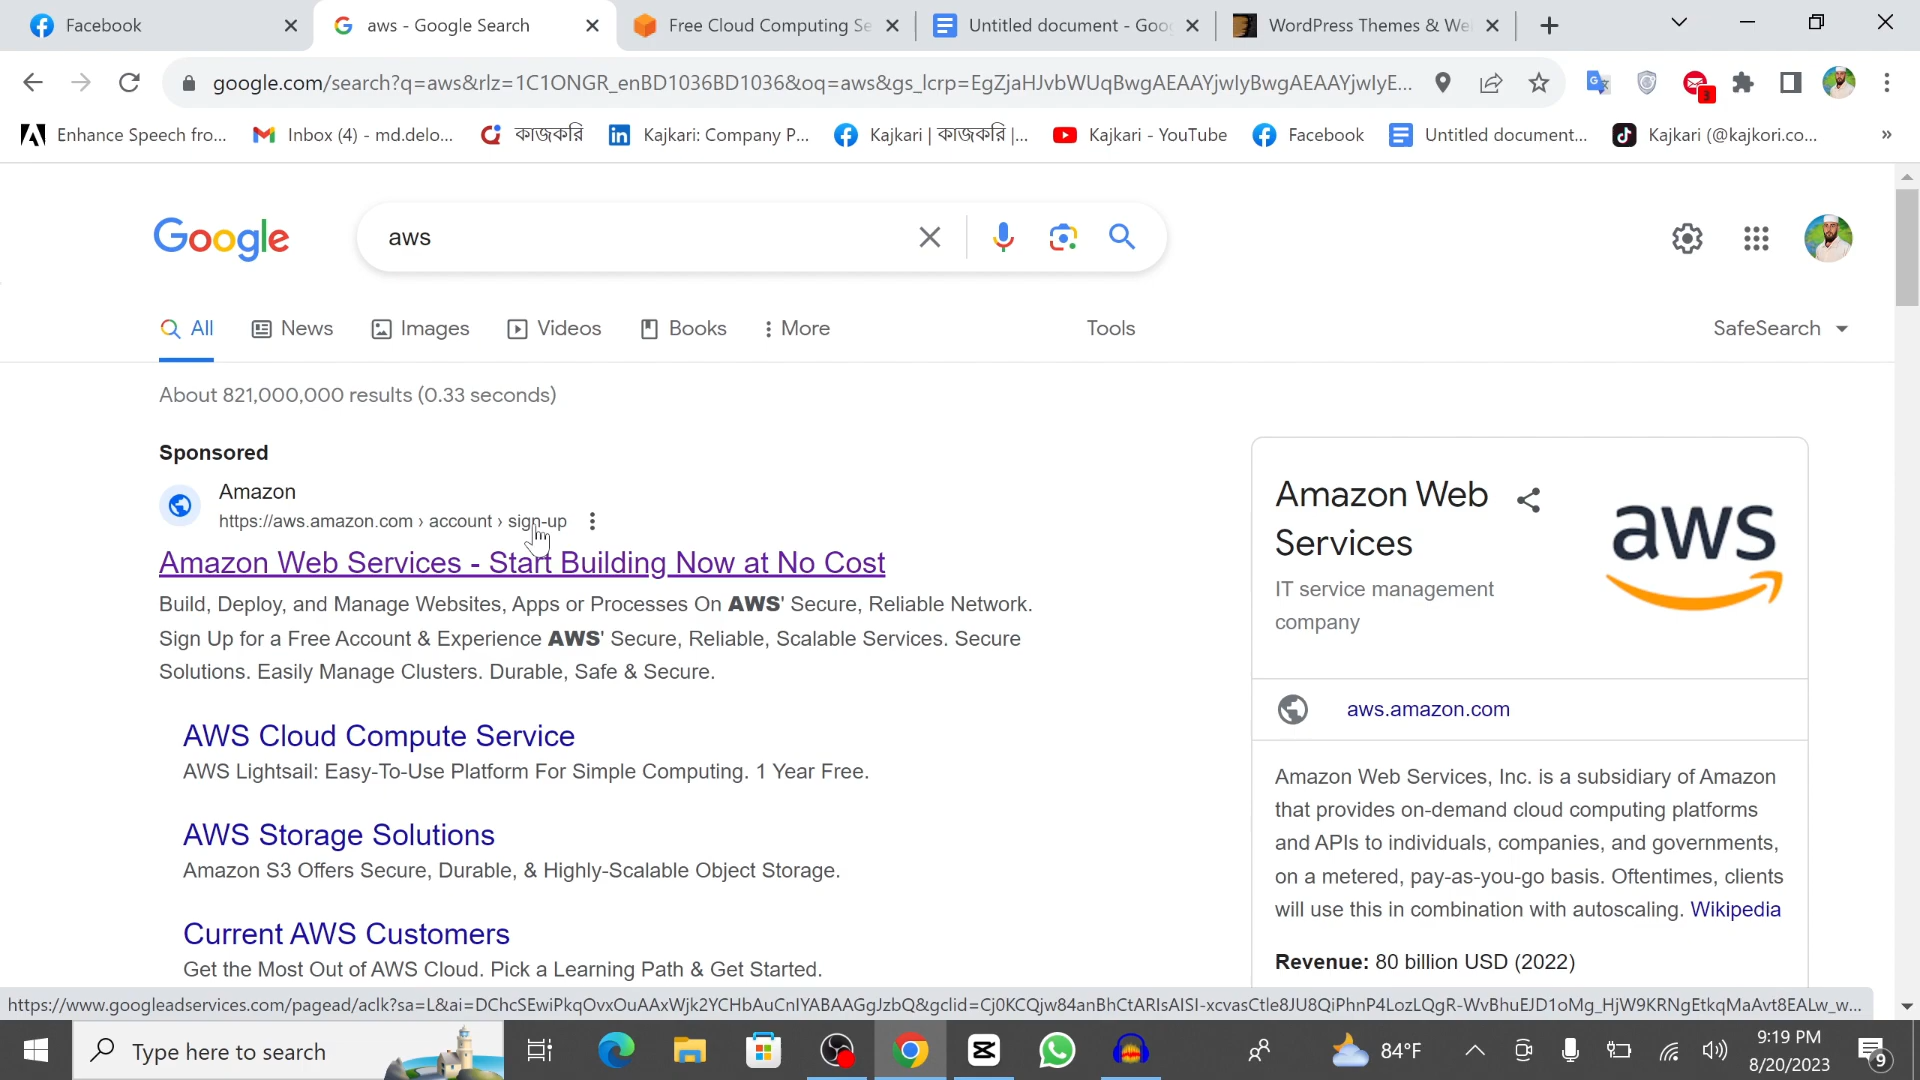 Facebook
aws - Google Search
Free Cloud Computing Se
Untitled document - Goog
WordPress Themes & We
google.com/search?q=aws&rlz=1C1ONGR_enBD1036BD1036&oq=aws&gs_lcrp=EgZjaHJvbWUqBwgAEAAYjwIyBwgAEAAYjwIyE...
3
Enhance Speech fro...
Inbox (4) - md.delo...
কাজকরি
Kajkari: Company P...
Kajkari | কাজকরি |...
Kajkari - YouTube
Facebook
Untitled document...
Kajkari (@kajkori.co...
»
Google
aws
All
News
Images
Videos
Books
More
Tools
SafeSearch
About 821,000,000 results (0.33 seconds)
Sponsored
Amazon
https://aws.amazon.com › account › sign-up
Amazon Web Services - Start Building Now at No Cost
Build, Deploy, and Manage Websites, Apps or Processes On AWS' Secure, Reliable Network.
Sign Up for a Free Account & Experience AWS' Secure, Reliable, Scalable Services. Secure
Solutions. Easily Manage Clusters. Durable, Safe & Secure.
AWS Cloud Compute Service
AWS Lightsail: Easy-To-Use Platform For Simple Computing. 1 Year Free.
AWS Storage Solutions
Amazon S3 Offers Secure, Durable, & Highly-Scalable Object Storage.
Current AWS Customers
Get the Most Out of AWS Cloud. Pick a Learning Path & Get Started.
Amazon Web
Services
aws
IT service management
company
aws.amazon.com
Amazon Web Services, Inc. is a subsidiary of Amazon
that provides on-demand cloud computing platforms
and APIs to individuals, companies, and governments,
on a metered, pay-as-you-go basis. Oftentimes, clients
will use this in combination with autoscaling. Wikipedia
Revenue: 80 billion USD (2022)
https://www.googleadservices.com/pagead/aclk?sa=L&ai=DChcSEwiPkqOvxOuAAxWjk2YCHbAuCnIYABAAGgJzbQ&gclid=Cj0KCQjw84anBhCtARIsAISI-xcvasCtle8JU8QiPhnP4LozLQgR-WvBhuEJD1oMg_HjW9KRNgEtkqMaAvt8EALw_w...
Type here to search
84°F
9:19 PM
8/20/2023
9